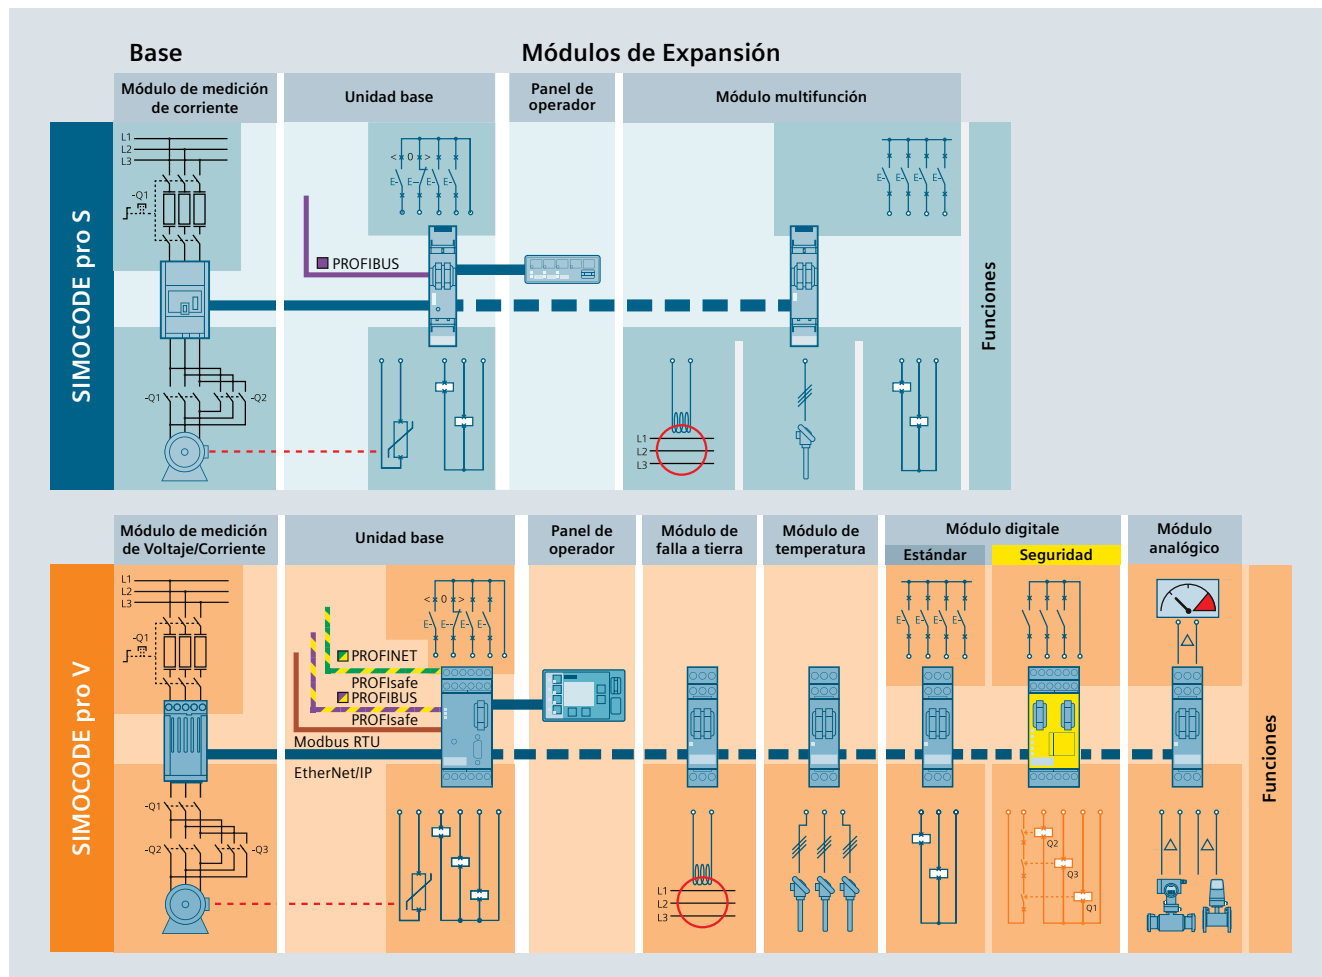 Base
Módulos de Expansión
Módulo de medición
de corriente
Unidad base
Panel de
operador
Módulo multifunción
SIMOCODE pro S
L1
L2
L3
-Q1
< 0 >
E- E- E- E-
E- E- E- E-
PROFIBUS
Funciones
-Q1
-Q2
L1
L2
L3
Módulo de medición
de Voltaje/Corriente
Unidad base
Panel de
operador
Módulo de
falla a tierra
Módulo de
temperatura
Módulo digitale
Estándar
Seguridad
Módulo
analógico
SIMOCODE pro V
L1
L2
L3
-Q1
< 0 >
E- E- E- E-
E- E- E- E-
PROFINET
PROFIsafe
PROFIBUS
PROFIsafe
Modbus RTU
EtherNet/IP
Funciones
-Q1
-Q2
-Q3
L1
L2
L3
Q2
Q3
Q1